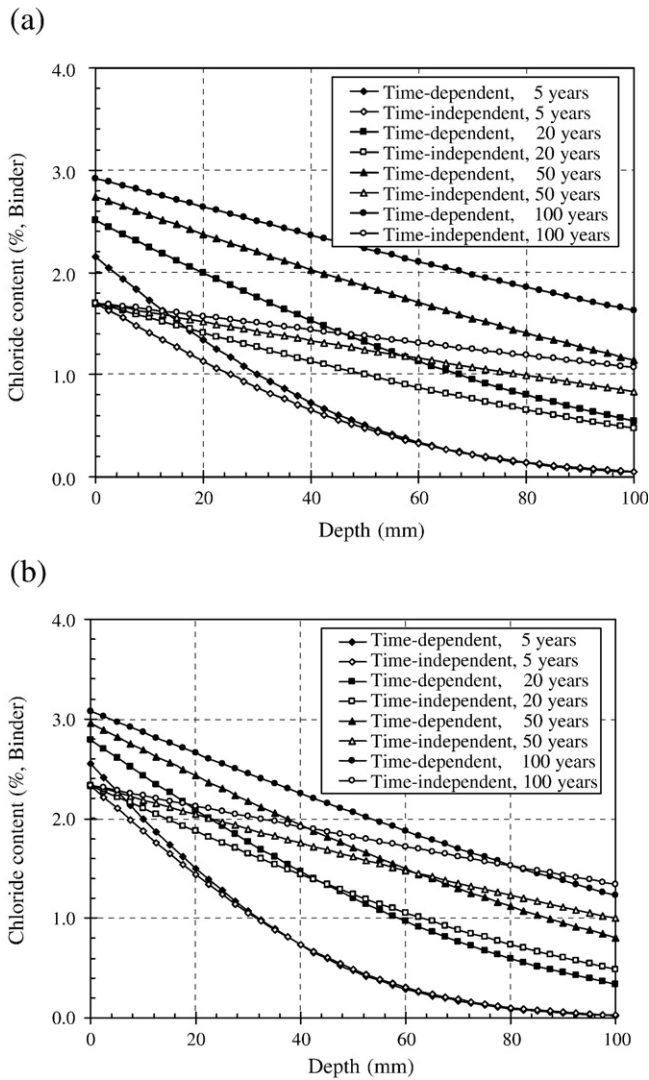 (a)
Chloride content (%, Binder)
4.0
3.0
2.0
1.0
0.0
Time-dependent, 5 years
Time-independent, 5 years
Time-dependent, 20 years
Time-independent, 20 years
Time-dependent, 50 years
Time-independent, 50 years
Time-dependent, 100 years
Time-independent, 100 years
0 20 40 60 80 100
Depth (mm)
(b)
Chloride content (%, Binder)
4.0
3.0
2.0
1.0
0.0
Time-dependent, 5 years
Time-independent, 5 years
Time-dependent, 20 years
Time-independent, 20 years
Time-dependent, 50 years
Time-independent, 50 years
Time-dependent, 100 years
Time-independent, 100 years
0 20 40 60 80 100
Depth (mm)